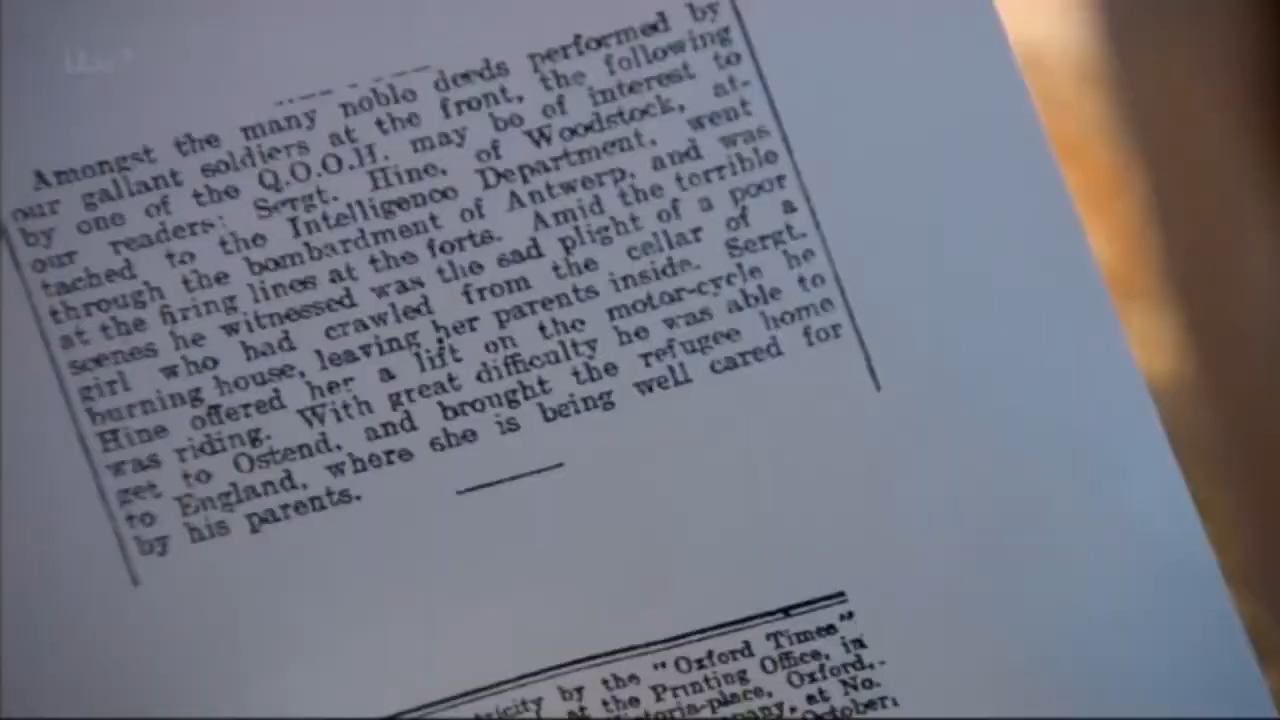 itv
Amongst the many noble deeds performed by
our gallant soldiers at the front, the following
by one of the Q.O.O.H. may be of interest to
our readers: Sergt. Hine, of Woodstock, at-
tached to the Intelligence Department, went
through the bombardment of Antwerp, and was
at the firing lines at the forts. Amid the terrible
scenes he witnessed was the sad plight of a poor
girl who had crawled from the cellar of a
burning house, leaving her parents inside. Sergt.
Hine offered her a lift on the motor-cycle he
was riding. With great difficulty he was able to
get to Ostend, and brought the refugee home
to England, where she is being well cared for
by his parents.
by the "Oxford Times"
at the Printing Office, in
Oxford,
at No.
October;